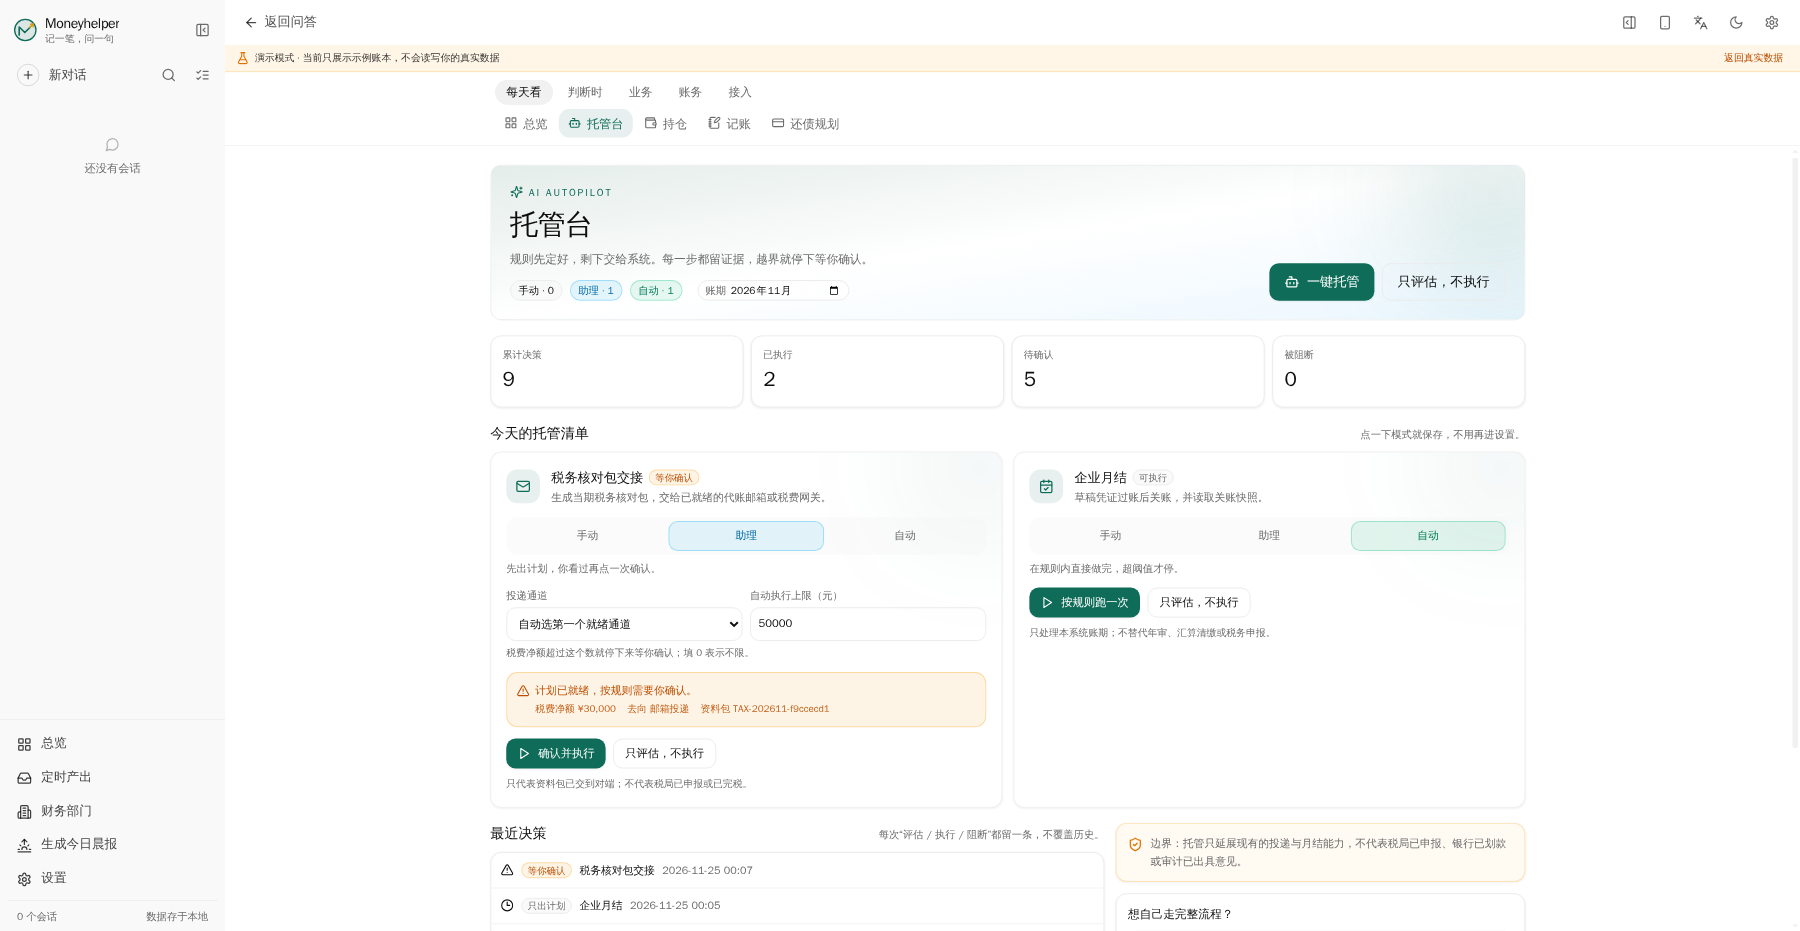 Moneyhelper
记一笔，问一句
新对话
还没有会话
总览
定时产出
财务部门
生成今日晨报
设置
0 个会话
数据存于本地
返回问答
演示模式 · 当前只展示示例账本，不会读写你的真实数据
返回真实数据
每天看
判断时
业务
账务
接入
总览
托管台
持仓
记账
还债规划
AI AUTOPILOT
托管台
规则先定好，剩下交给系统。每一步都留证据，越界就停下等你确认。
手动 · 0
助理 · 1
自动 · 1
账期 2026年11月
一键托管
只评估，不执行
累计决策
9
已执行
2
待确认
5
被阻断
0
今天的托管清单
点一下模式就保存，不用再进设置。
税务核对包交接
等你确认
生成当期税务核对包，交给已就绪的代账邮箱或税费网关。
手动
助理
自动
先出计划，你看过再点一次确认。
投递通道
自动执行上限（元）
自动选第一个就绪通道
50000
税费净额超过这个数就停下来等你确认；填 0 表示不限。
计划已就绪，按规则需要你确认。
税费净额 ¥30,000 去向 邮箱投递 资料包 TAX-202611-f9ccecd1
确认并执行
只评估，不执行
只代表资料包已交到对端；不代表税局已申报或已完税。
企业月结
可执行
草稿凭证过账后关账，并读取关账快照。
手动
助理
自动
在规则内直接做完，超阈值才停。
按规则跑一次
只评估，不执行
只处理本系统账期；不替代年审、汇算清缴或税务申报。
最近决策
每次“评估 / 执行 / 阻断”都留一条，不覆盖历史。
等你确认 税务核对包交接 2026-11-25 00:07
只出计划 企业月结 2026-11-25 00:05
边界：托管只延展现有的投递与月结能力，不代表税局已申报、银行已划款
或审计已出具意见。
想自己走完整流程？